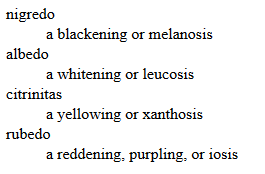 nigredo
a blackening or melanosis
albedo
a whitening or leucosis
citrinitas
a yellowing or xanthosis
rubedo
a reddening, purpling, or iosis